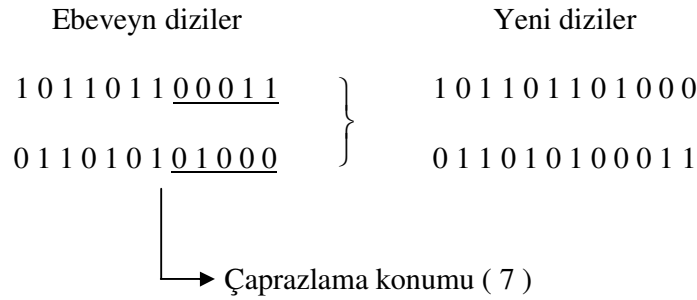 Ebeveyn diziler Yeni diziler
1 0 1 1 0 1 1 0 0 0 1 1 1 0 1 1 0 1 1 0 1 0 0 0
0 1 1 0 1 0 1 0 1 0 0 0 0 1 1 0 1 0 1 0 0 0 1 1
Çaprazlama konumu ( 7 )